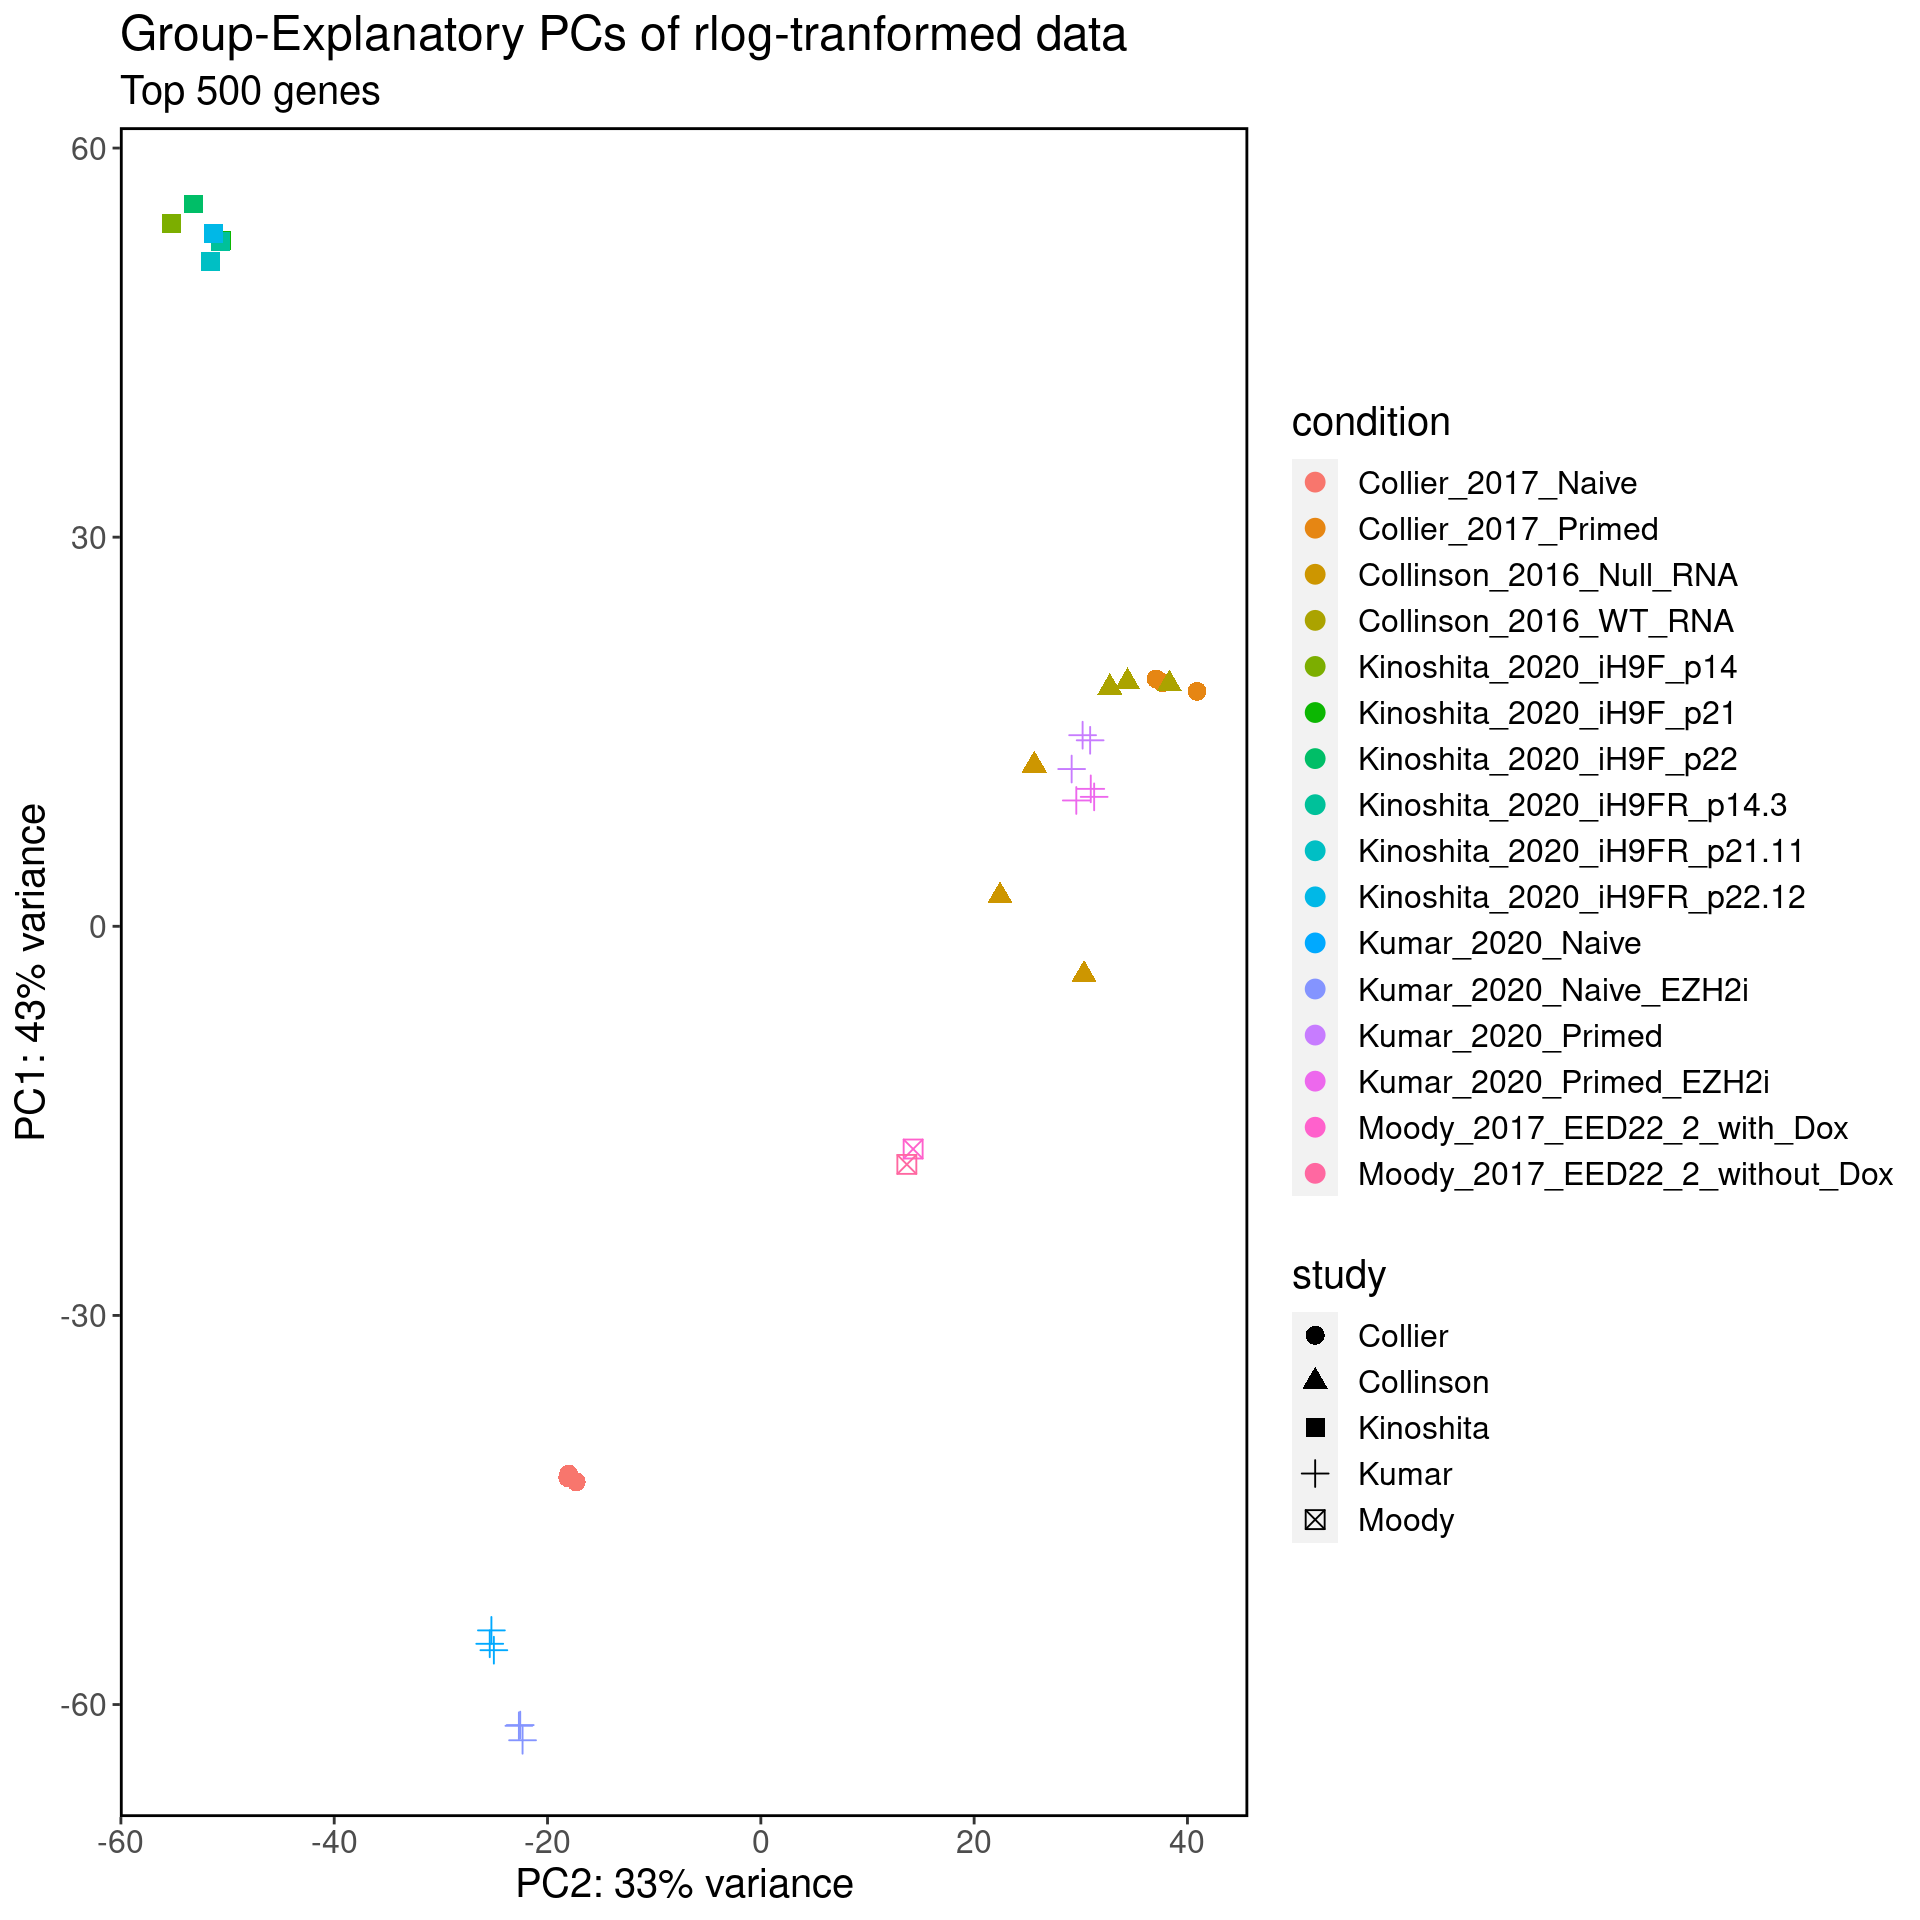 Group-Explanatory PCs of rlog-tranformed data
Top 500 genes
60
30
0
-30
-60
PC1: 43% variance
-60
-40
-20
0
20
40
PC2: 33% variance
condition
Collier_2017_Naive
Collier_2017_Primed
Collinson_2016_Null_RNA
Collinson_2016_WT_RNA
Kinoshita_2020_iH9F_p14
Kinoshita_2020_iH9F_p21
Kinoshita_2020_iH9F_p22
Kinoshita_2020_iH9FR_p14.3
Kinoshita_2020_iH9FR_p21.11
Kinoshita_2020_iH9FR_p22.12
Kumar_2020_Naive
Kumar_2020_Naive_EZH2i
Kumar_2020_Primed
Kumar_2020_Primed_EZH2i
Moody_2017_EED22_2_with_Dox
Moody_2017_EED22_2_without_Dox
study
Collier
Collinson
Kinoshita
Kumar
Moody